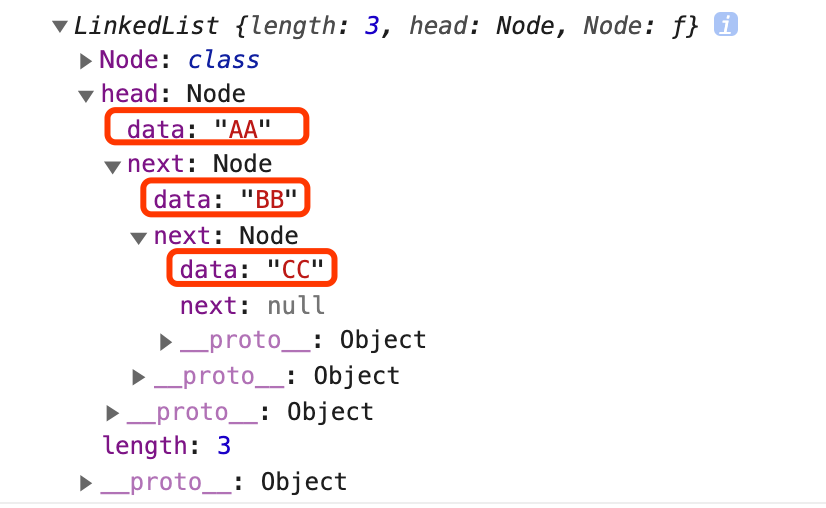 ▼LinkedList {length: 3, head: Node, Node: ƒ} i
▶Node: class
▼head: Node
data: "AA"
▼next: Node
data: "BB"
▼next: Node
data: "CC"
next: null
▶__proto__: Object
▶__proto__: Object
▶__proto__: Object
length: 3
▶__proto__: Object